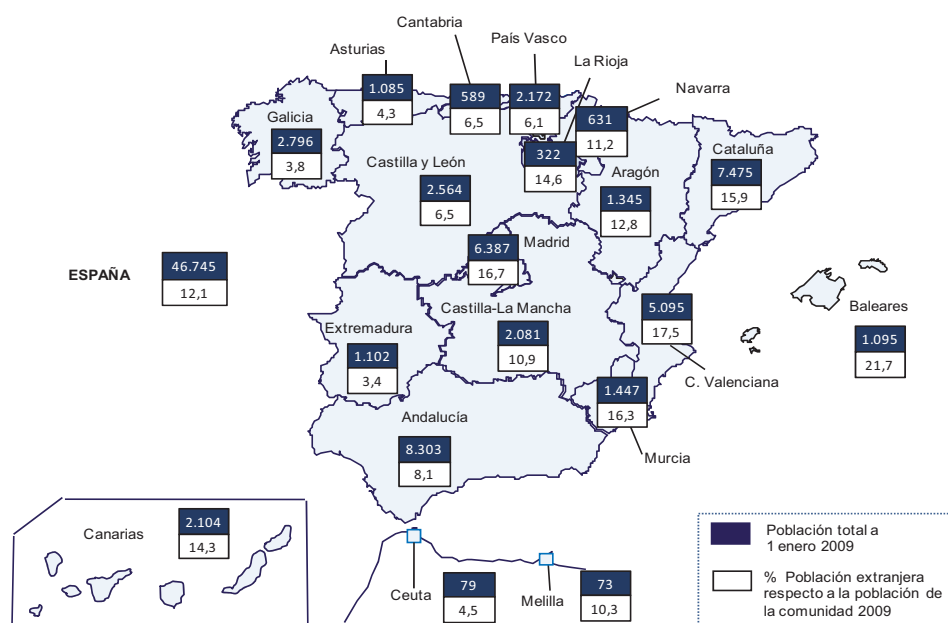 Cantabria
País Vasco
Asturias
La Rioja
Navarra
1.085
4,3
589
6,5
2.172
6,1
631
11,2
Galicia
2.796
3,8
322
14,6
Cataluña
7.475
15,9
Castilla y León
2.564
6,5
Aragón
1.345
12,8
Madrid
6.387
16,7
ESPAÑA
46.745
12,1
Castilla-La Mancha
2.081
10,9
5.095
17,5
C. Valenciana
Baleares
1.095
21,7
Extremadura
1.102
3,4
1.447
16,3
Murcia
Andalucía
8.303
8,1
Canarias
2.104
14,3
Ceuta
79
4,5
Melilla
73
10,3
Población total a
1 enero 2009
% Población extranjera
respecto a la población de
la comunidad 2009